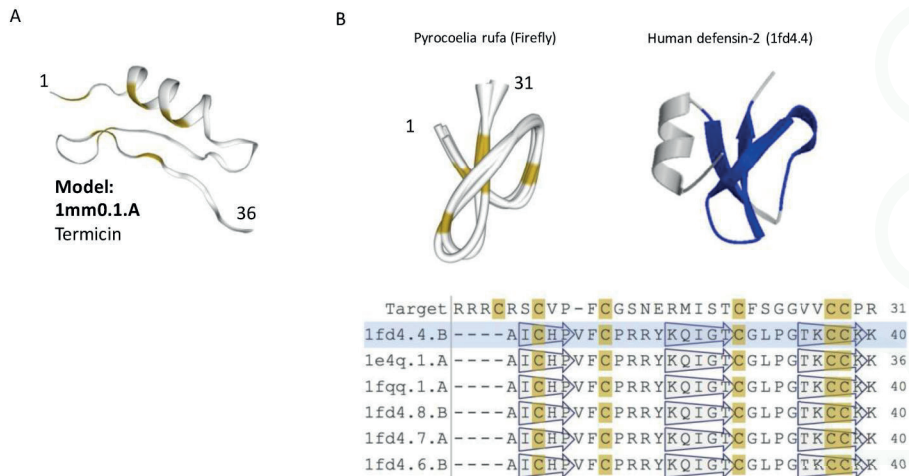 A
1
Model:
1mm0.1.A
Termicin
36
B
Pyrocoelia rufa (Firefly)
Human defensin-2 (1fd4.4)
31
1
Target RRRCRSCVP-FCGSNERMISTCFSGGVVCCPR 31
1fd4.4.B ----AICHPVFCPRRYKQIGTCGLPGTKCCKK 40
1e4q.1.A ----AICHPVFCPRRYKQIGTCGLPGTKCCKK 36
1fqq.1.A ----AICHPVFCPRRYKQIGTCGLPGTKCCKK 40
1fd4.8.B ----AICHPVFCPRRYKQIGTCGLPGTKCCKK 40
1fd4.7.A ----AICHPVFCPRRYKQIGTCGLPGTKCCKK 40
1fd4.6.B ----AICHPVFCPRRYKQIGTCGLPGTKCCKK 40